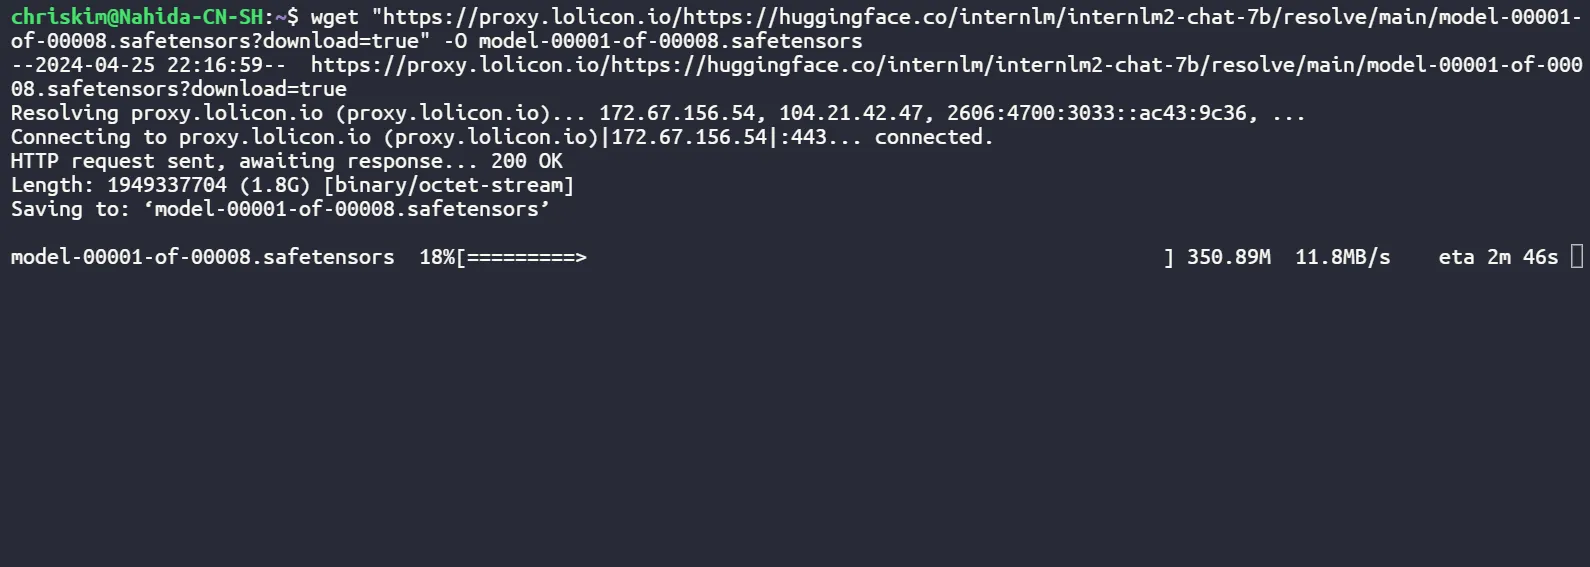 chriskim@Nahida-CN-SH:~$ wget "https://proxy.lolicon.io/https://huggingface.co/internlm/internlm2-chat-7b/resolve/main/model-00001-
of-00008.safetensors?download=true" -O model-00001-of-00008.safetensors
--2024-04-25 22:16:59--  https://proxy.lolicon.io/https://huggingface.co/internlm/internlm2-chat-7b/resolve/main/model-00001-of-000
08.safetensors?download=true
Resolving proxy.lolicon.io (proxy.lolicon.io)... 172.67.156.54, 104.21.42.47, 2606:4700:3033::ac43:9c36, ...
Connecting to proxy.lolicon.io (proxy.lolicon.io)|172.67.156.54|:443... connected.
HTTP request sent, awaiting response... 200 OK
Length: 1949337704 (1.8G) [binary/octet-stream]
Saving to: ‘model-00001-of-00008.safetensors’
model-00001-of-00008.safetensors  18%[=========>                                                ] 350.89M  11.8MB/s    eta 2m 46s